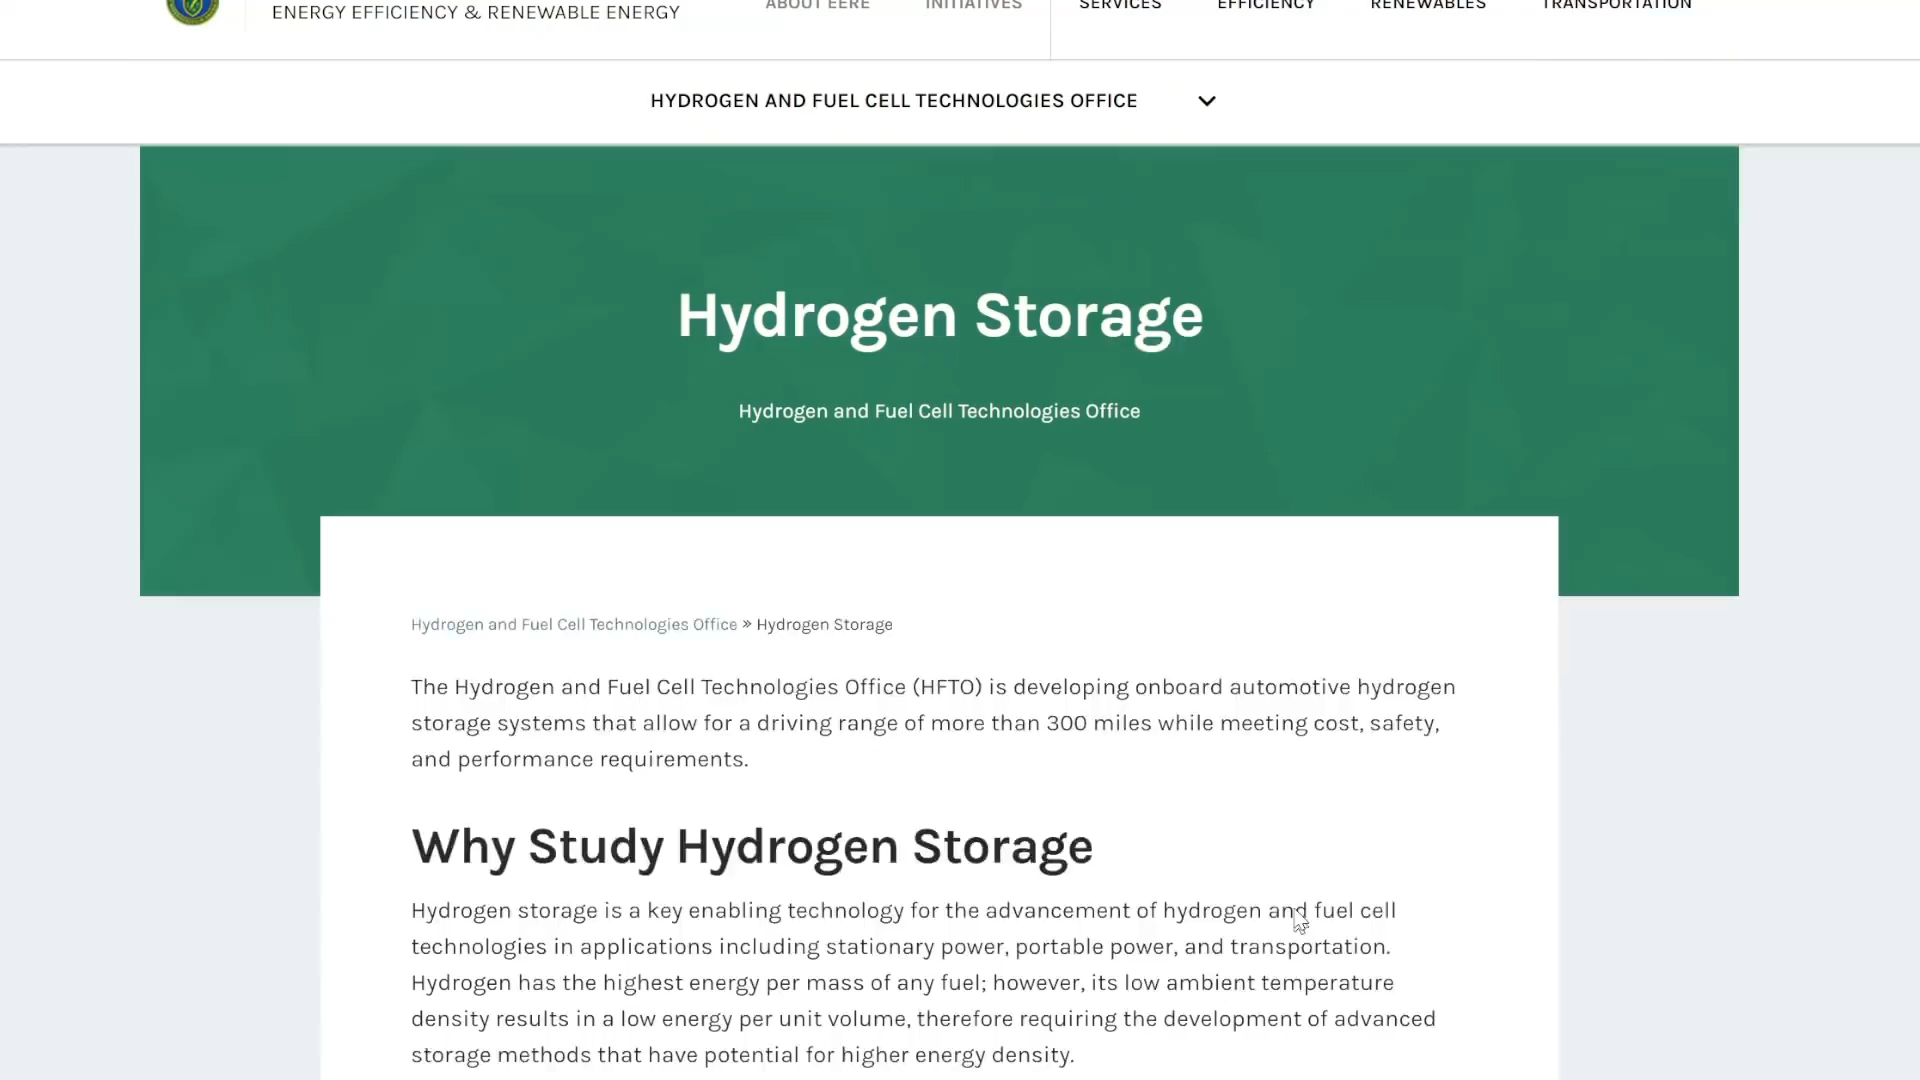 ENERGY EFFICIENCY & RENEWABLE ENERGY
ABOUT EERE INITIATIVES SERVICES EFFICIENCY RENEWABLES TRANSPORTATION
HYDROGEN AND FUEL CELL TECHNOLOGIES OFFICE
Hydrogen Storage
Hydrogen and Fuel Cell Technologies Office
Hydrogen and Fuel Cell Technologies Office » Hydrogen Storage
The Hydrogen and Fuel Cell Technologies Office (HFTO) is developing onboard automotive hydrogen
storage systems that allow for a driving range of more than 300 miles while meeting cost, safety,
and performance requirements.
Why Study Hydrogen Storage
Hydrogen storage is a key enabling technology for the advancement of hydrogen and fuel cell
technologies in applications including stationary power, portable power, and transportation.
Hydrogen has the highest energy per mass of any fuel; however, its low ambient temperature
density results in a low energy per unit volume, therefore requiring the development of advanced
storage methods that have potential for higher energy density.